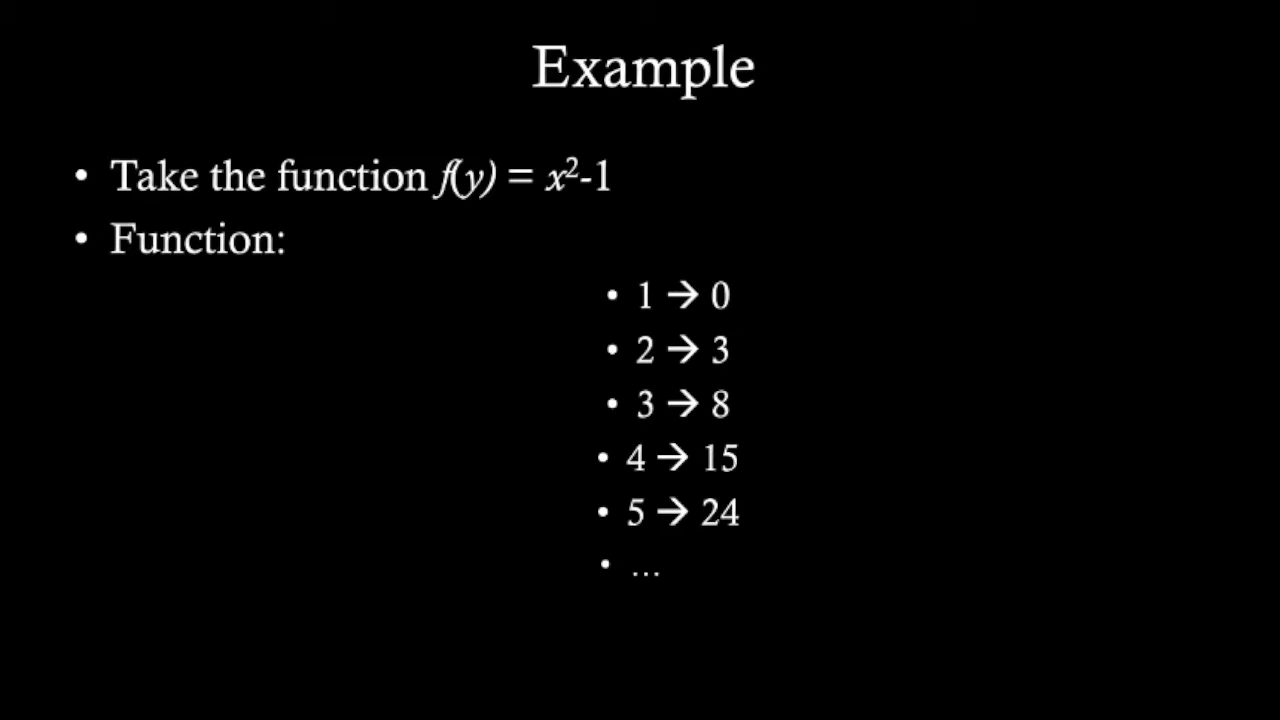 Example
• Take the function f(y) = x²-1
• Function:
• 1 → 0
• 2 → 3
• 3 → 8
• 4 → 15
• 5 → 24
• ...